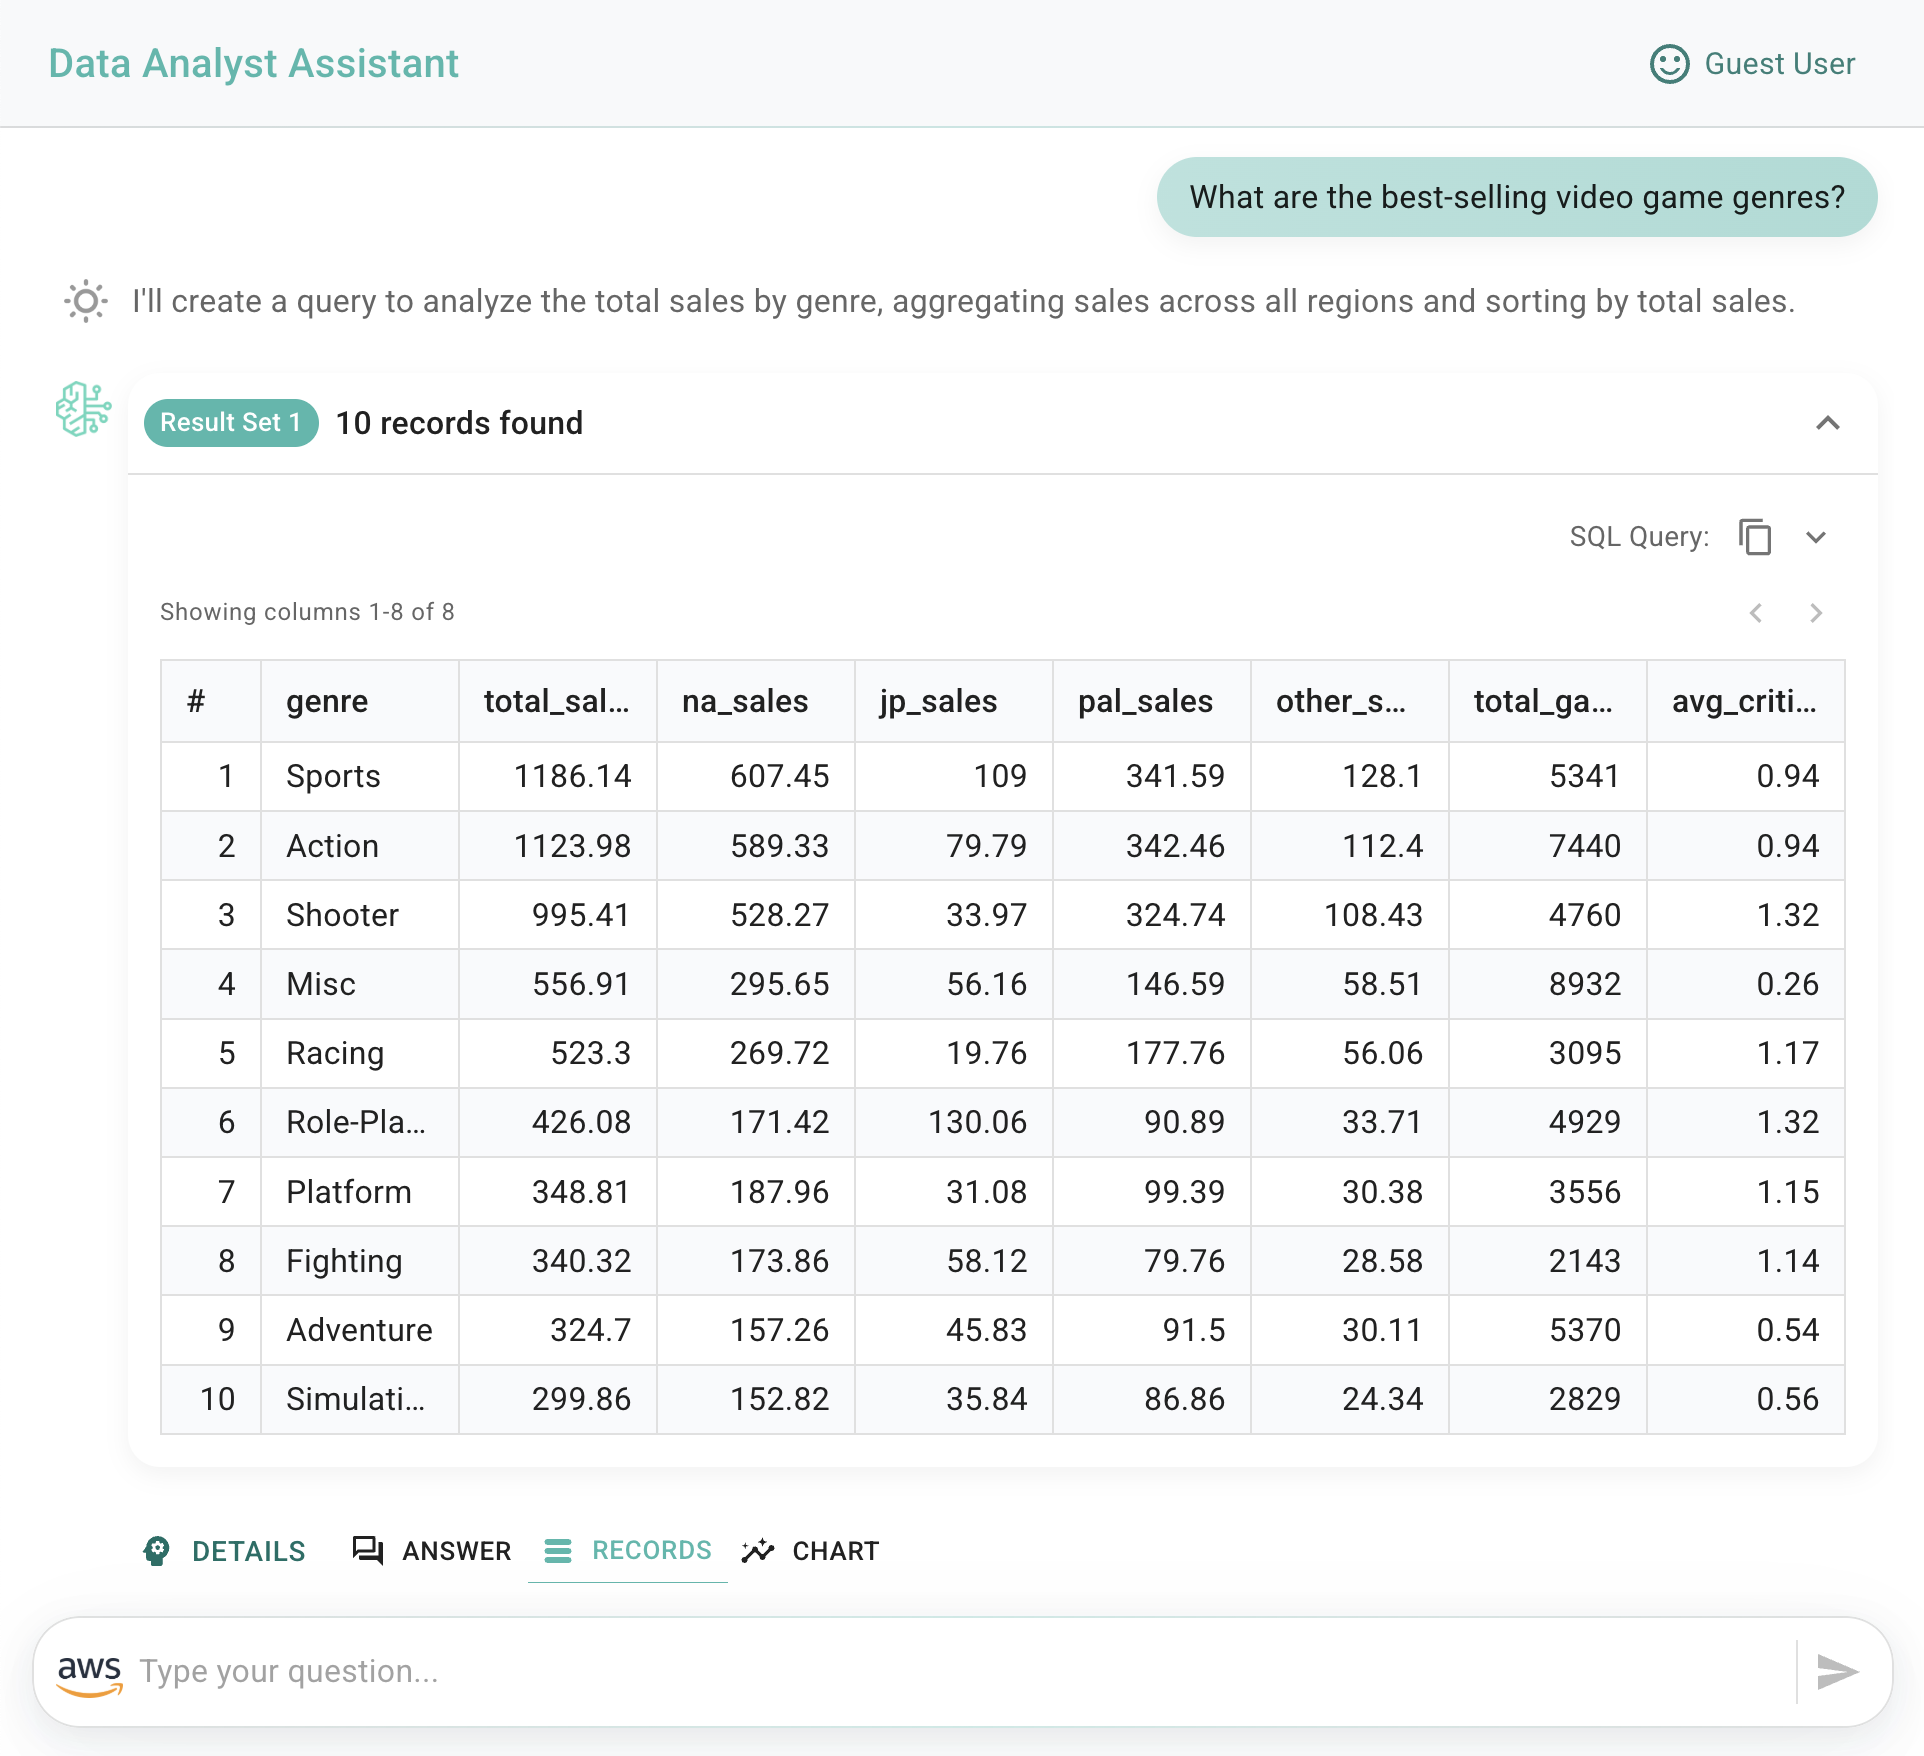 Data Analyst Assistant
Guest User
What are the best-selling video game genres?
I'll create a query to analyze the total sales by genre, aggregating sales across all regions and sorting by total sales.
Result Set 1 10 records found
SQL Query:
Showing columns 1-8 of 8
# genre total_sal... na_sales jp_sales pal_sales other_s... total_ga... avg_criti...
1 Sports 1186.14 607.45 109 341.59 128.1 5341 0.94
2 Action 1123.98 589.33 79.79 342.46 112.4 7440 0.94
3 Shooter 995.41 528.27 33.97 324.74 108.43 4760 1.32
4 Misc 556.91 295.65 56.16 146.59 58.51 8932 0.26
5 Racing 523.3 269.72 19.76 177.76 56.06 3095 1.17
6 Role-Pla... 426.08 171.42 130.06 90.89 33.71 4929 1.32
7 Platform 348.81 187.96 31.08 99.39 30.38 3556 1.15
8 Fighting 340.32 173.86 58.12 79.76 28.58 2143 1.14
9 Adventure 324.7 157.26 45.83 91.5 30.11 5370 0.54
10 Simulati... 299.86 152.82 35.84 86.86 24.34 2829 0.56
DETAILS ANSWER RECORDS CHART
aws Type your question...